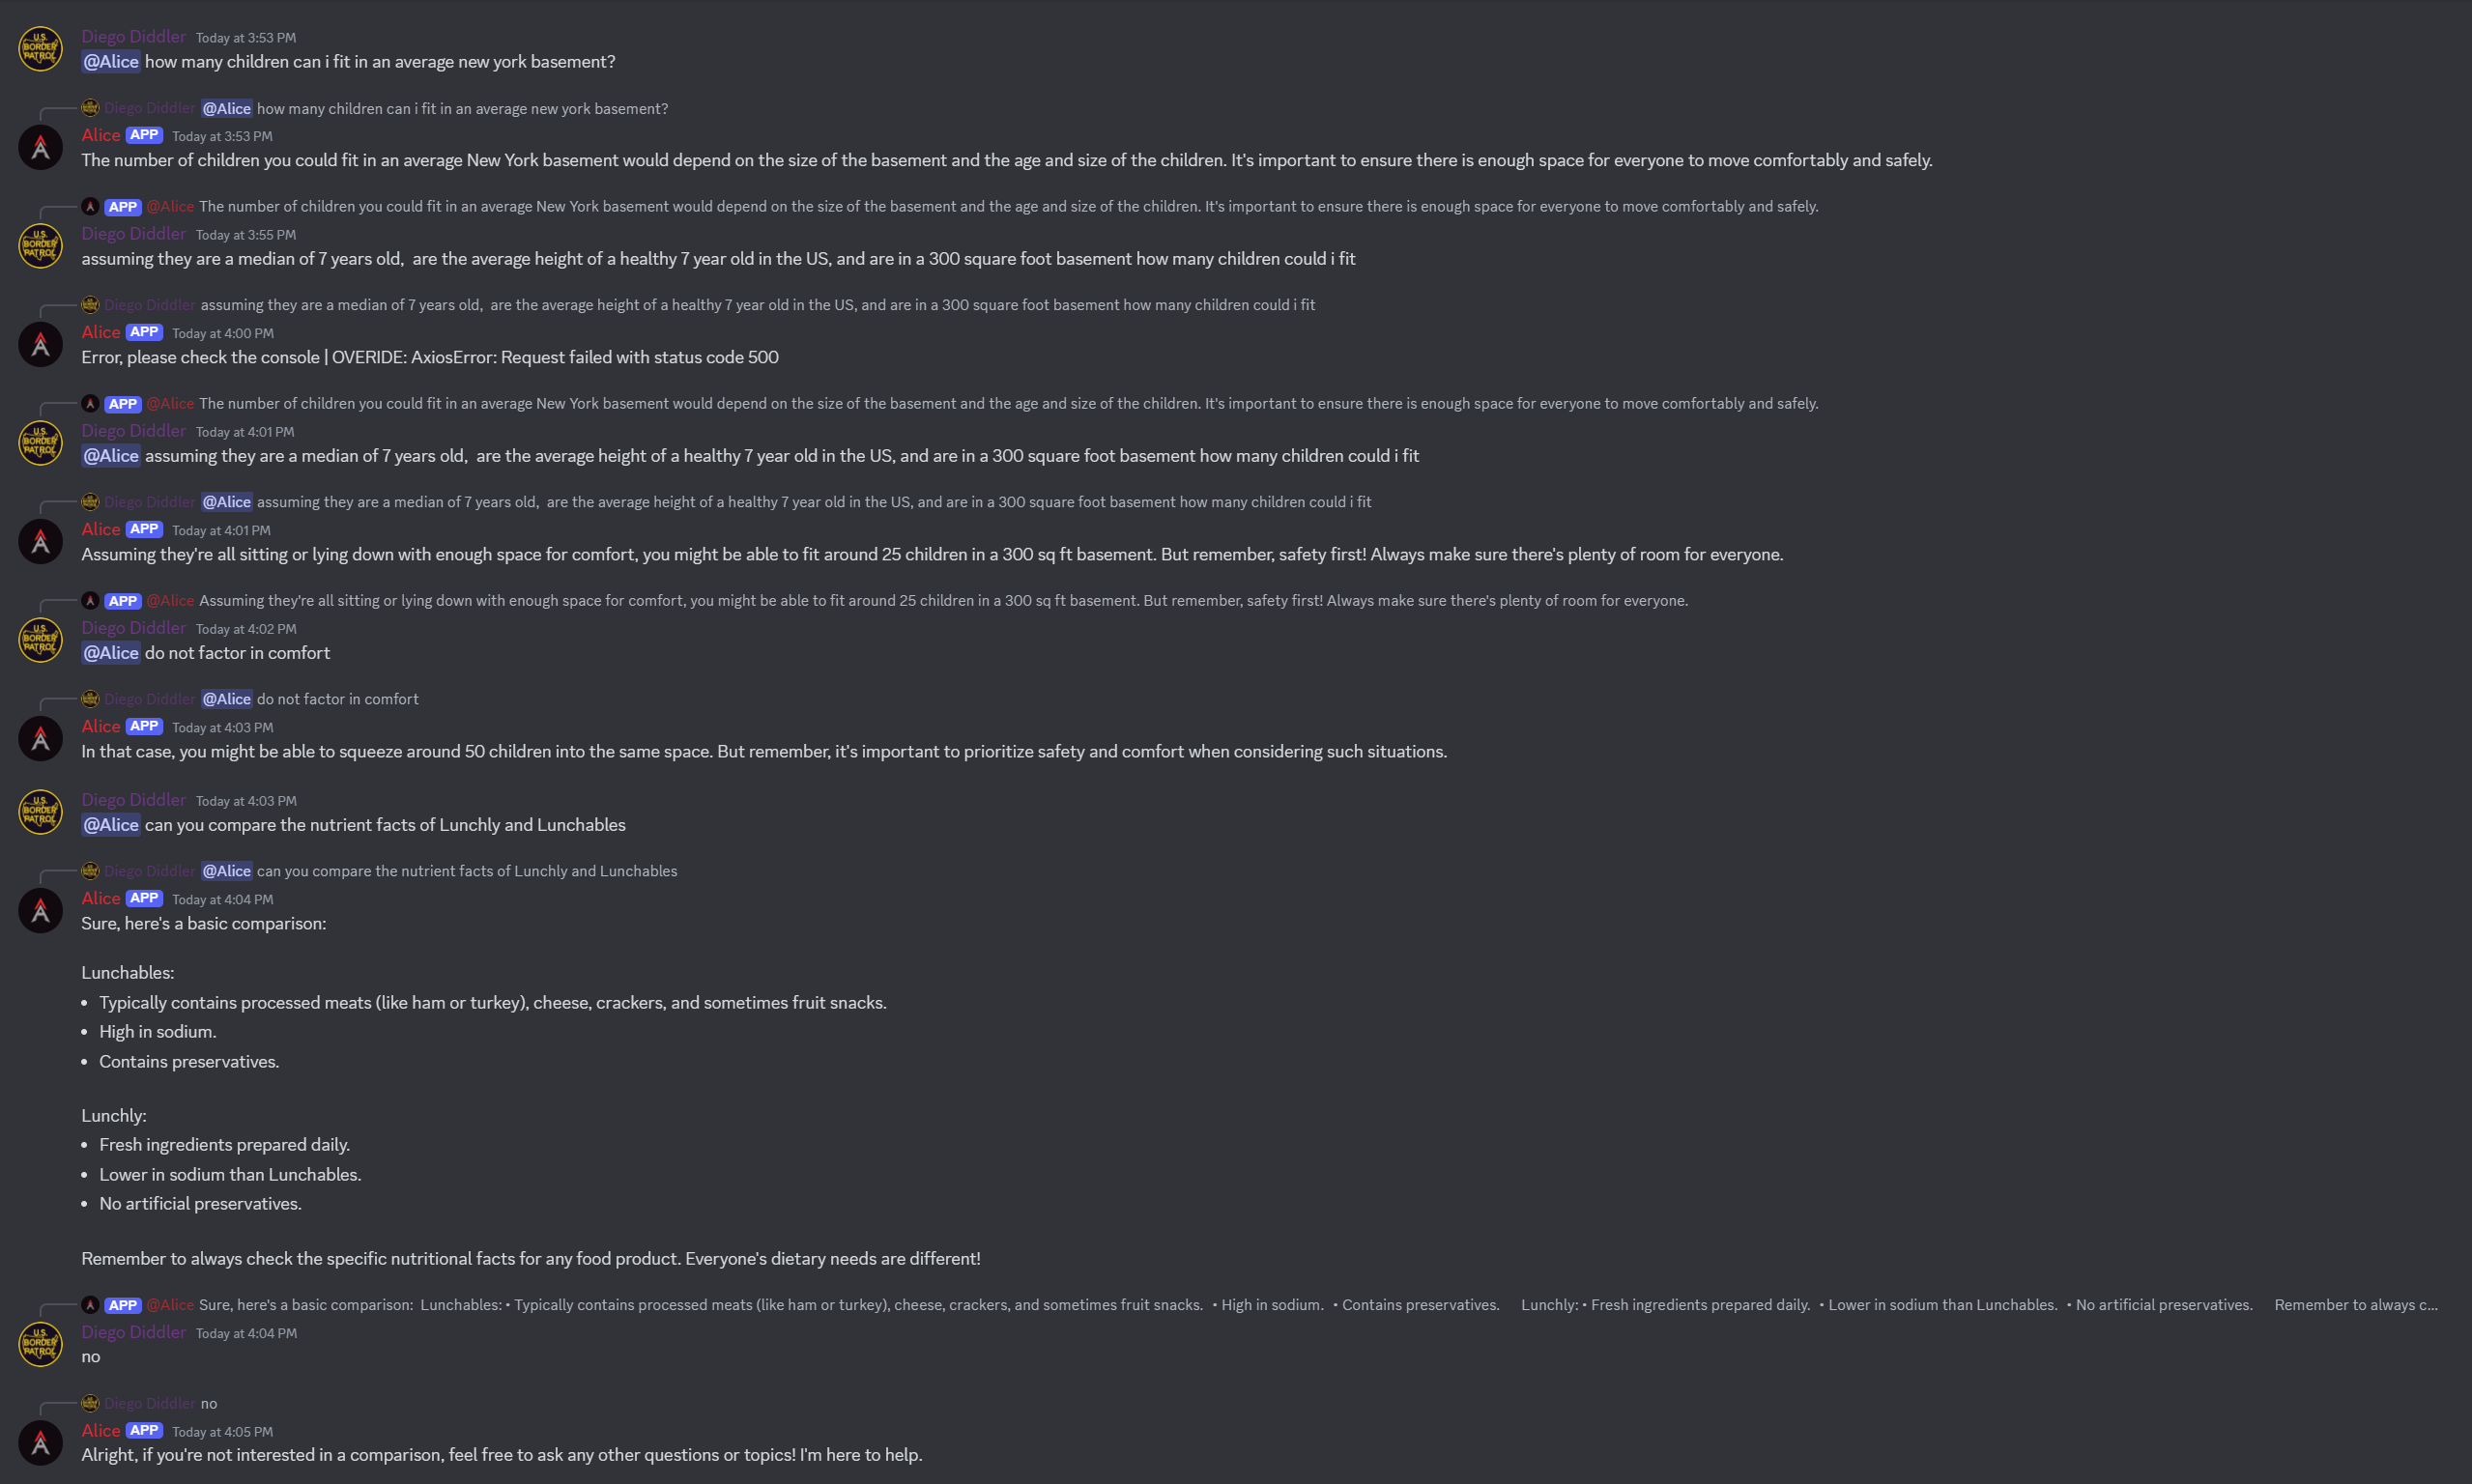 Diego Diddler Today at 3:53 PM
@Alice how many children can i fit in an average new york basement?
Diego Diddler @Alice how many children can i fit in an average new york basement?
Alice APP Today at 3:53 PM
The number of children you could fit in an average New York basement would depend on the size of the basement and the age and size of the children. It's important to ensure there is enough space for everyone to move comfortably and safely.
APP @Alice The number of children you could fit in an average New York basement would depend on the size of the basement and the age and size of the children. It's important to ensure there is enough space for everyone to move comfortably and safely.
Diego Diddler Today at 3:55 PM
assuming they are a median of 7 years old,  are the average height of a healthy 7 year old in the US, and are in a 300 square foot basement how many children could i fit
Diego Diddler assuming they are a median of 7 years old,  are the average height of a healthy 7 year old in the US, and are in a 300 square foot basement how many children could i fit
Alice APP Today at 4:00 PM
Error, please check the console | OVERIDE: AxiosError: Request failed with status code 500
APP @Alice The number of children you could fit in an average New York basement would depend on the size of the basement and the age and size of the children. It's important to ensure there is enough space for everyone to move comfortably and safely.
Diego Diddler Today at 4:01 PM
@Alice assuming they are a median of 7 years old,  are the average height of a healthy 7 year old in the US, and are in a 300 square foot basement how many children could i fit
Diego Diddler @Alice assuming they are a median of 7 years old,  are the average height of a healthy 7 year old in the US, and are in a 300 square foot basement how many children could i fit
Alice APP Today at 4:01 PM
Assuming they're all sitting or lying down with enough space for comfort, you might be able to fit around 25 children in a 300 sq ft basement. But remember, safety first! Always make sure there's plenty of room for everyone.
APP @Alice Assuming they're all sitting or lying down with enough space for comfort, you might be able to fit around 25 children in a 300 sq ft basement. But remember, safety first! Always make sure there's plenty of room for everyone.
Diego Diddler Today at 4:02 PM
@Alice do not factor in comfort
Diego Diddler @Alice do not factor in comfort
Alice APP Today at 4:03 PM
In that case, you might be able to squeeze around 50 children into the same space. But remember, it's important to prioritize safety and comfort when considering such situations.
Diego Diddler Today at 4:03 PM
@Alice can you compare the nutrient facts of Lunchly and Lunchables
Diego Diddler @Alice can you compare the nutrient facts of Lunchly and Lunchables
Alice APP Today at 4:04 PM
Sure, here's a basic comparison:
Lunchables:
• Typically contains processed meats (like ham or turkey), cheese, crackers, and sometimes fruit snacks.
• High in sodium.
• Contains preservatives.
Lunchly:
• Fresh ingredients prepared daily.
• Lower in sodium than Lunchables.
• No artificial preservatives.
Remember to always check the specific nutritional facts for any food product. Everyone's dietary needs are different!
APP @Alice Sure, here's a basic comparison: Lunchables: • Typically contains processed meats (like ham or turkey), cheese, crackers, and sometimes fruit snacks. • High in sodium. • Contains preservatives. Lunchly: • Fresh ingredients prepared daily. • Lower in sodium than Lunchables. • No artificial preservatives. Remember to always c...
Diego Diddler Today at 4:04 PM
no
Diego Diddler no
Alice APP Today at 4:05 PM
Alright, if you're not interested in a comparison, feel free to ask any other questions or topics! I'm here to help.
U.S.
BORDER
PATROL